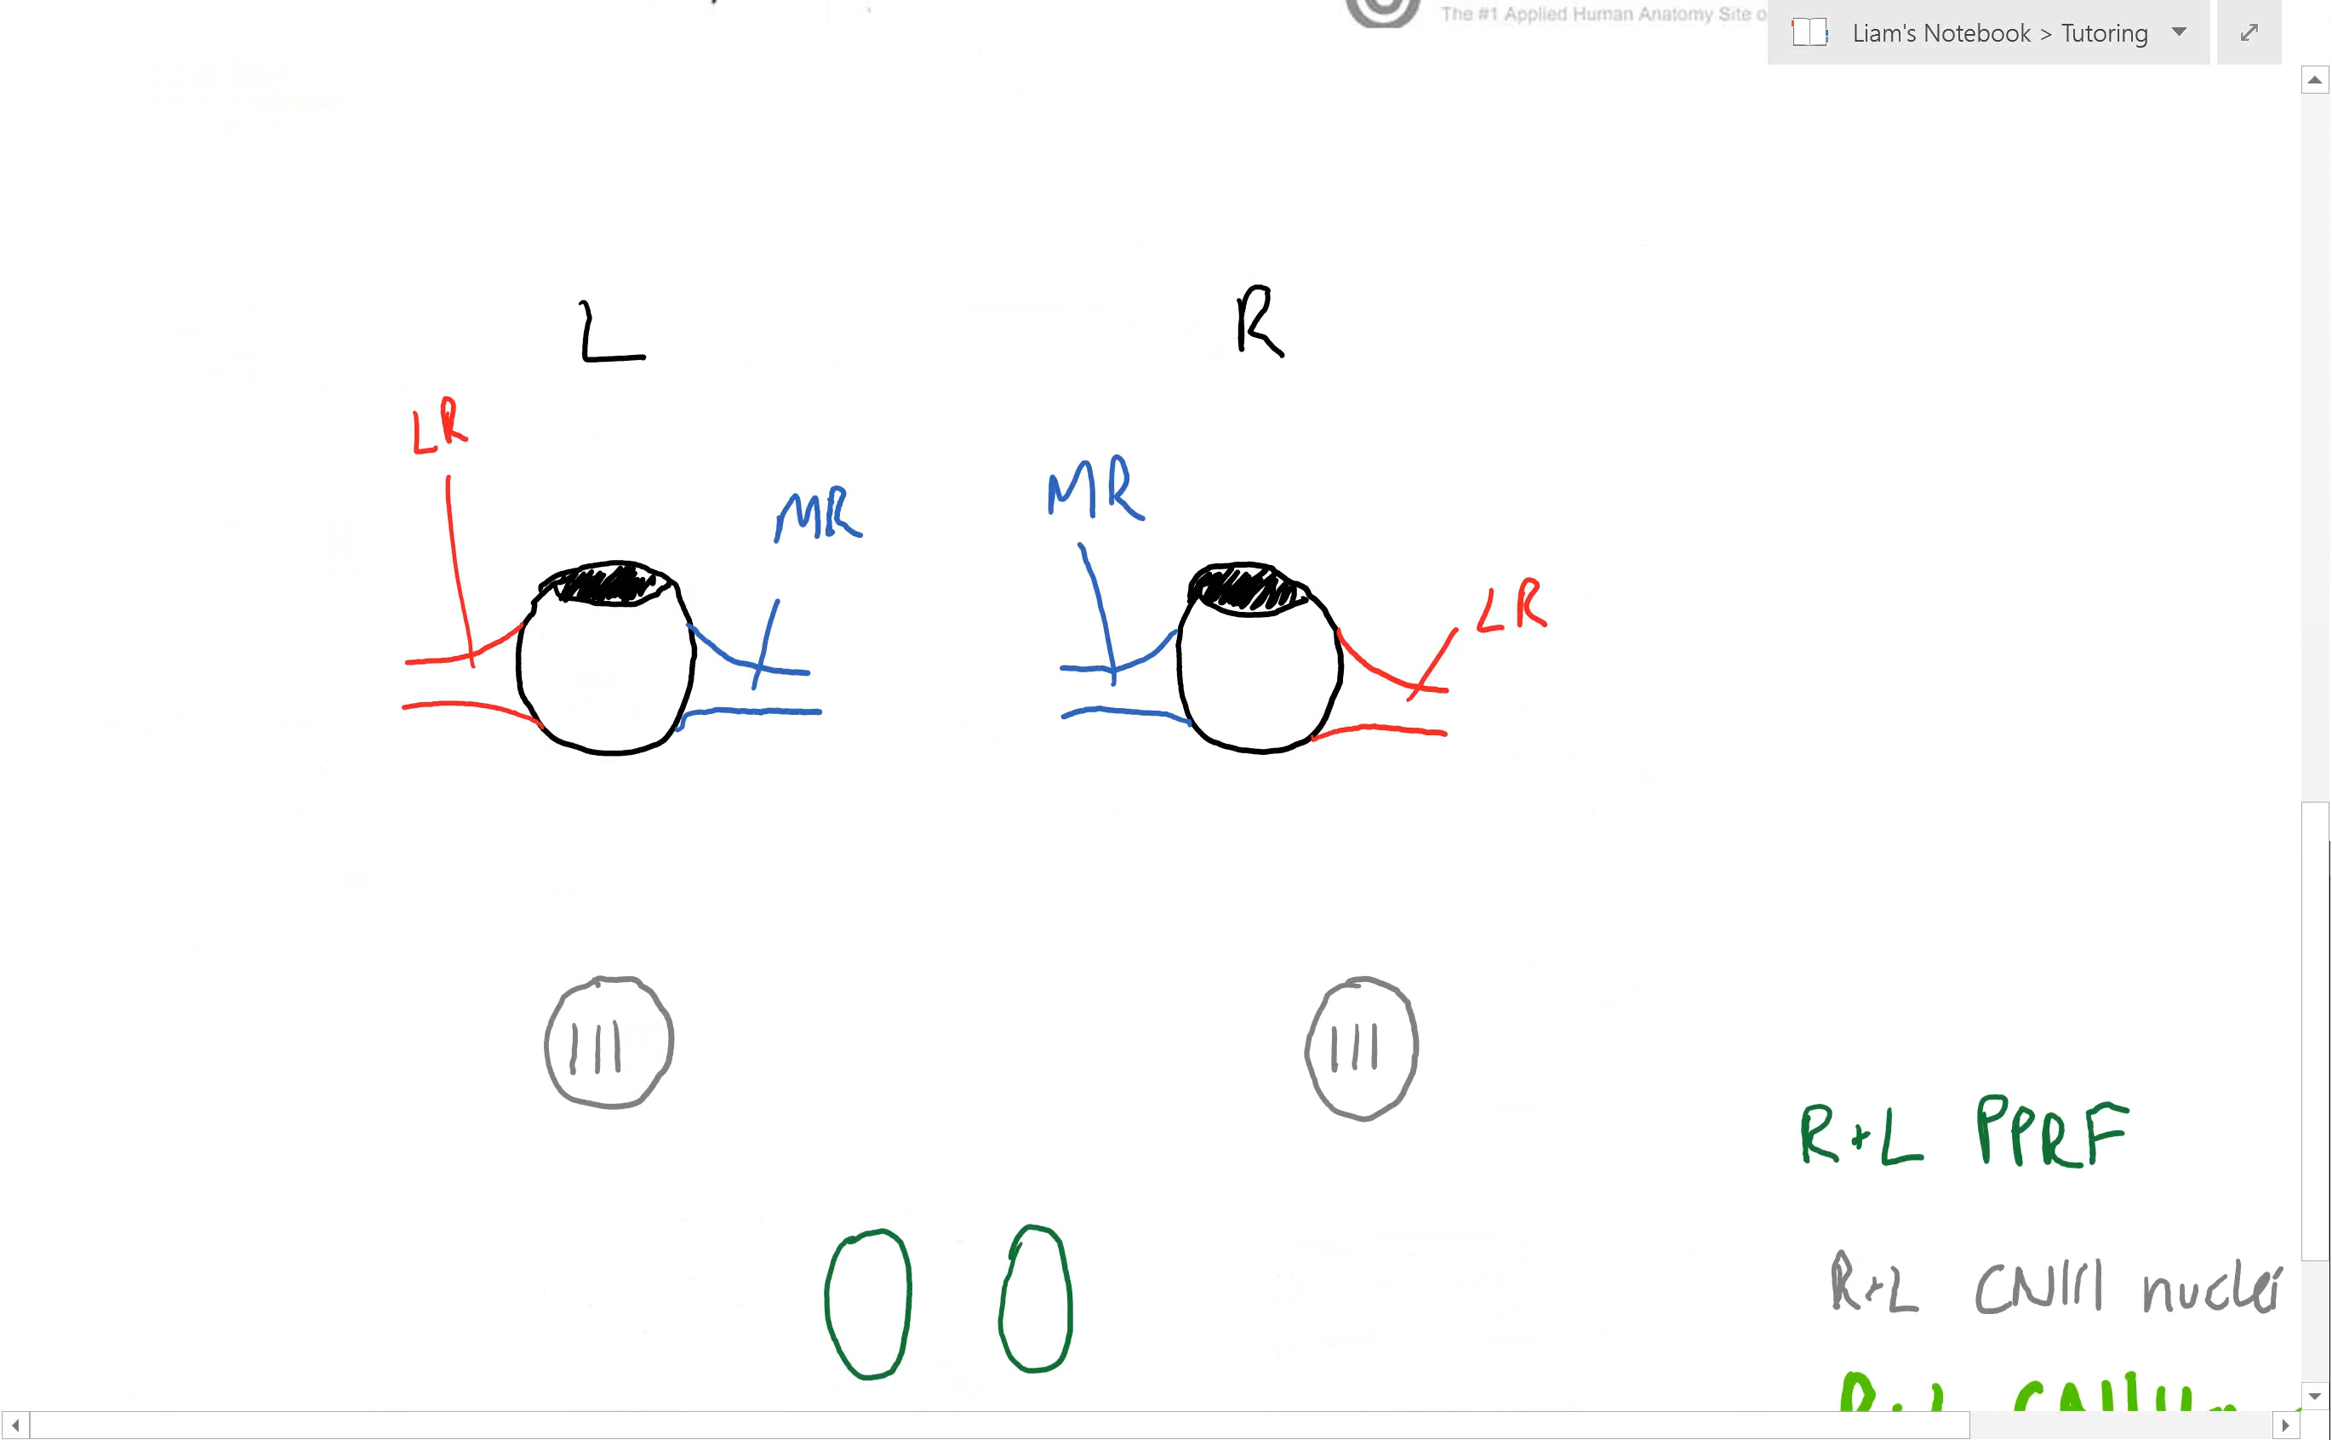 The #1 Applied Human Anatomy Site o
Liam's Notebook > Tutoring
L
R
LR
MR
MR
LR
III
III
R+L PPRF
R+L CNIII nuclei